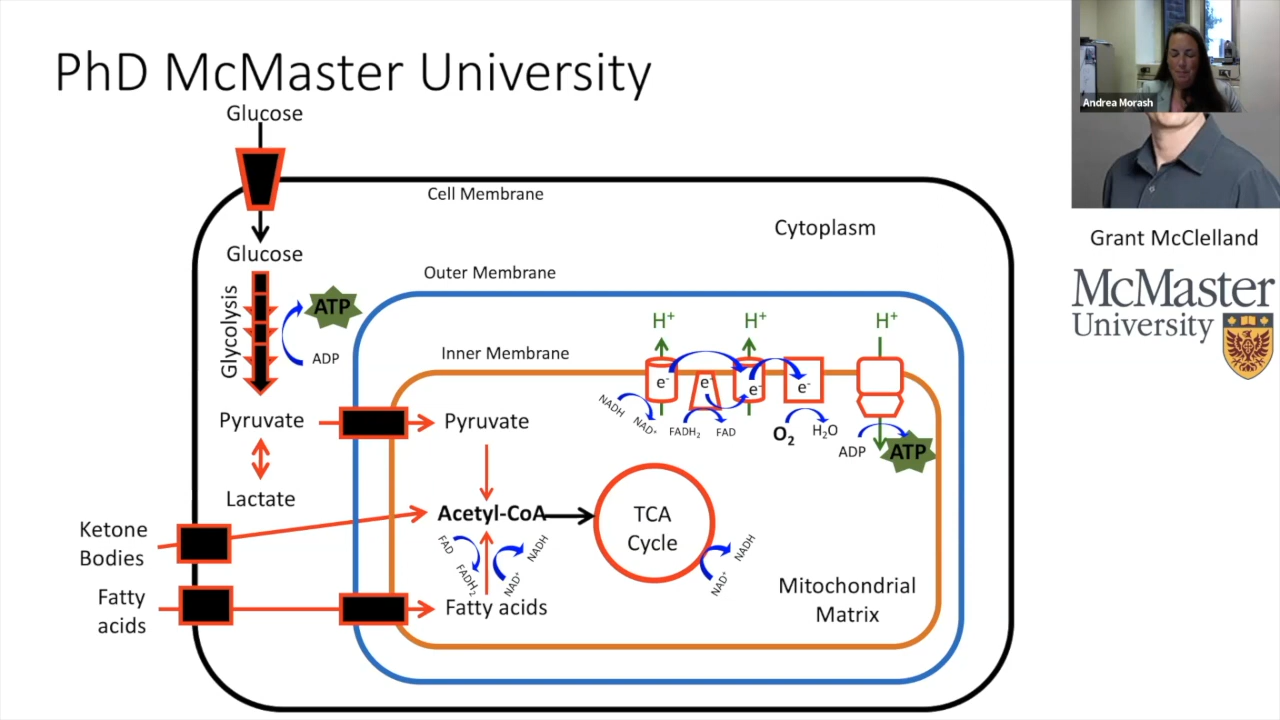 PhD McMaster University
Andrea Morash
Grant McClelland
McMaster
University
Glucose
Cell Membrane
Cytoplasm
Glucose
Outer Membrane
Glycolysis
ATP
ADP
Inner Membrane
H⁺
H⁺
H⁺
e⁻
e⁻
e⁻
e⁻
NADH
NAD⁺
FADH₂
FAD
O₂
H₂O
ADP
ATP
Pyruvate
Pyruvate
Lactate
Acetyl-CoA
TCA
Cycle
FAD
FADH₂
NAD⁺
NADH
NAD⁺
NADH
Ketone
Bodies
Fatty
acids
Fatty acids
Mitochondrial
Matrix